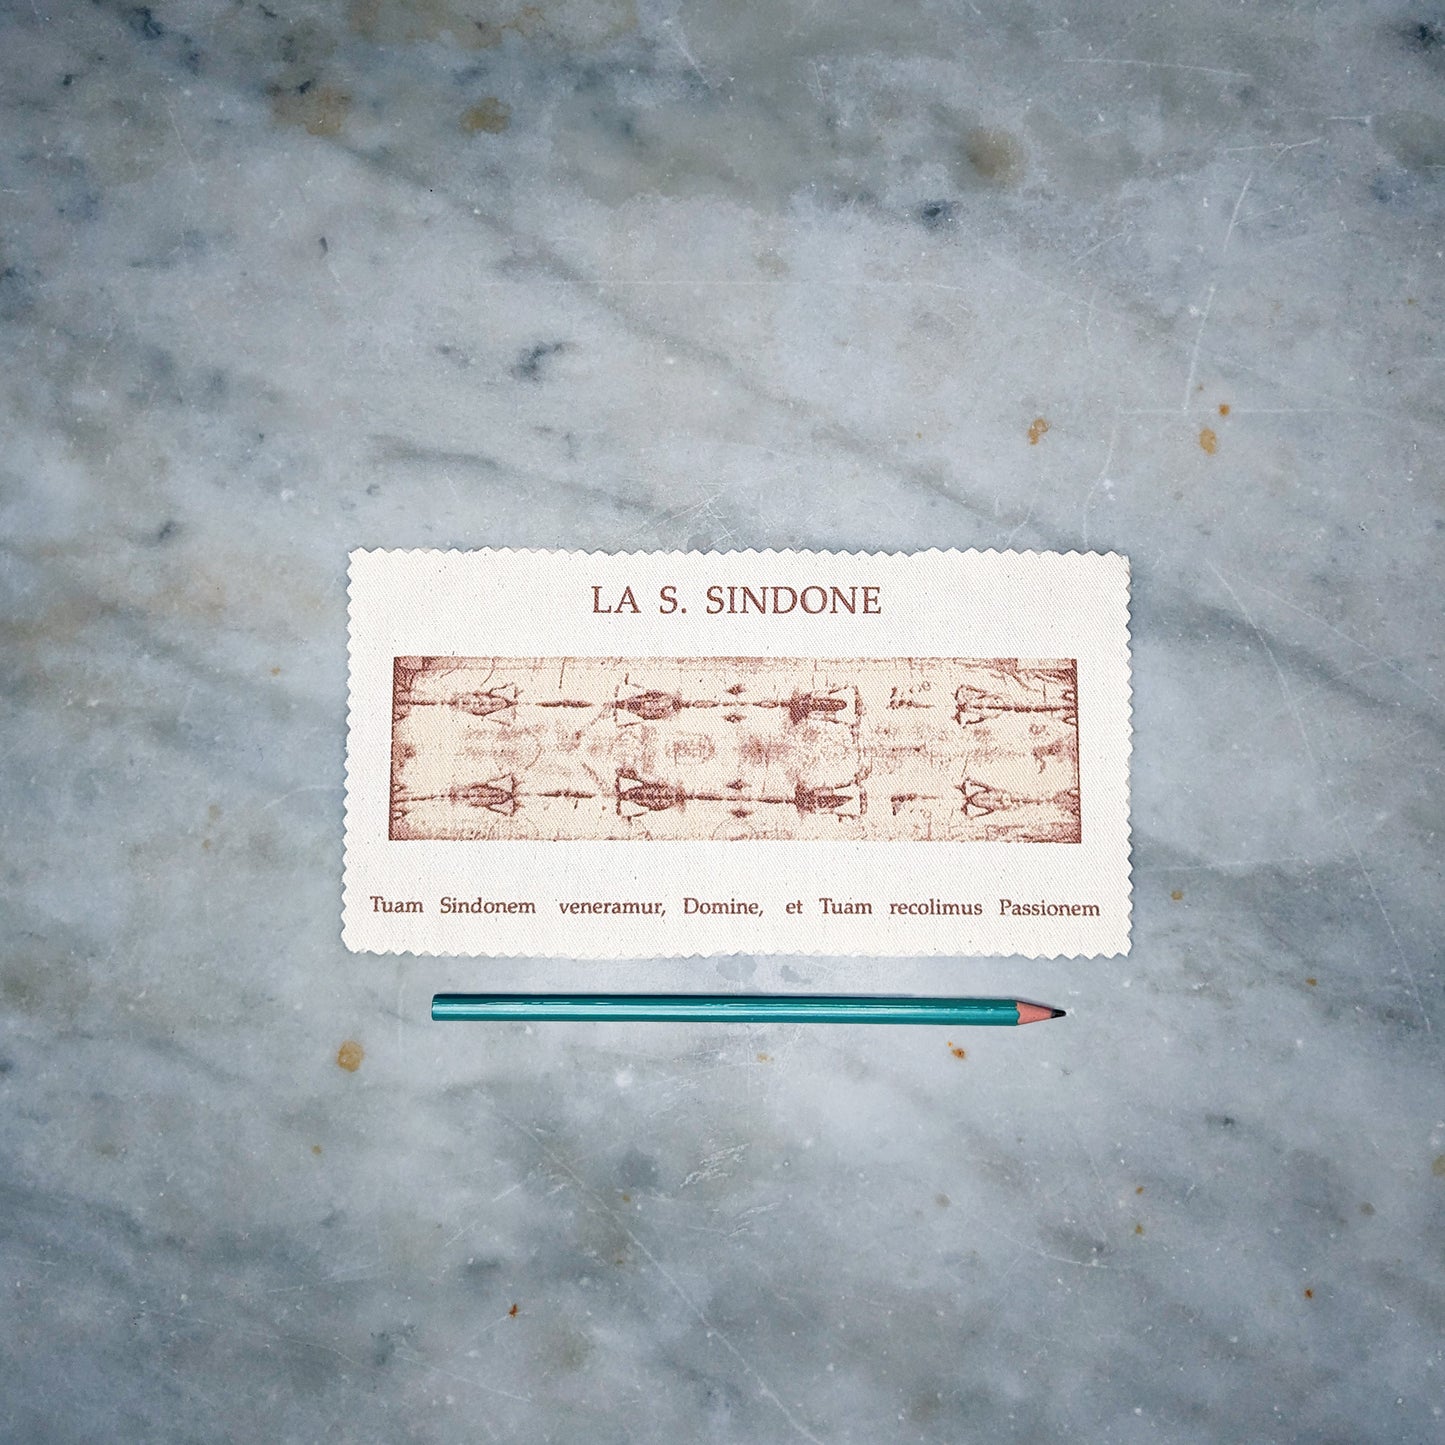 LA S. SINDONE
Tuam Sindonem veneramur, Domine, et Tuam recolimus Passionem